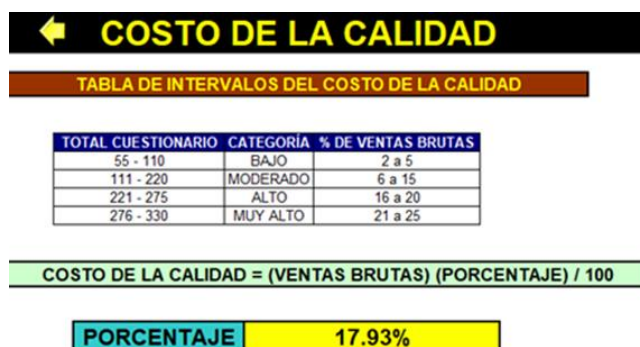 COSTO DE LA CALIDAD
TABLA DE INTERVALOS DEL COSTO DE LA CALIDAD
TOTAL CUESTIONARIO CATEGORÍA % DE VENTAS BRUTAS
55 - 110 BAJO 2 a 5
111 - 220 MODERADO 6 a 15
221 - 275 ALTO 16 a 20
276 - 330 MUY ALTO 21 a 25
COSTO DE LA CALIDAD = (VENTAS BRUTAS) (PORCENTAJE) / 100
PORCENTAJE 17.93%